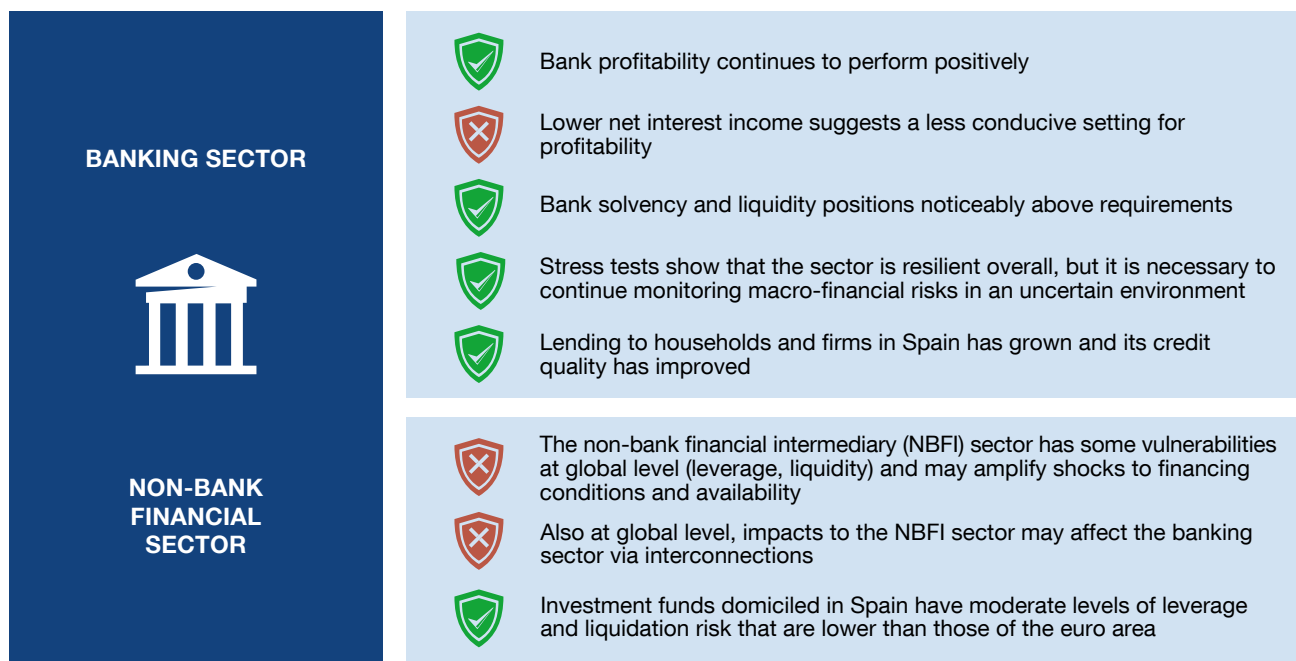 BANKING SECTOR
Bank profitability continues to perform positively
Lower net interest income suggests a less conducive setting for
profitability
Bank solvency and liquidity positions noticeably above requirements
Stress tests show that the sector is resilient overall, but it is necessary to
continue monitoring macro-financial risks in an uncertain environment
Lending to households and firms in Spain has grown and its credit
quality has improved
NON-BANK
FINANCIAL
SECTOR
The non-bank financial intermediary (NBFI) sector has some vulnerabilities
at global level (leverage, liquidity) and may amplify shocks to financing
conditions and availability
Also at global level, impacts to the NBFI sector may affect the banking
sector via interconnections
Investment funds domiciled in Spain have moderate levels of leverage
and liquidation risk that are lower than those of the euro area